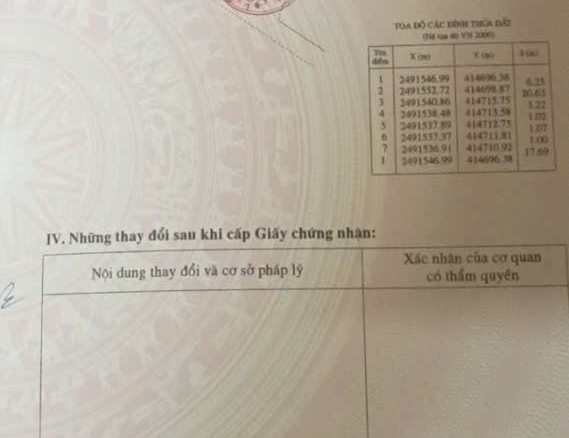 TỌA ĐỘ CÁC ĐỈNH THỬA ĐẤT
(Hệ tọa độ VN 2000)
Tên điểm X (m) Y (m) S (m)
1 2491546.99 414696.38
6.25
2 2491552.72 414698.87
20.63
3 2491540.86 414715.75
3.22
4 2491538.48 414713.58
1.02
5 2491537.89 414712.75
1.07
6 2491537.37 414711.81
1.00
7 2491536.91 414710.92
17.69
1 2491546.99 414696.38
IV. Những thay đổi sau khi cấp Giấy chứng nhận:
Nội dung thay đổi và cơ sở pháp lý
Xác nhận của cơ quan
có thẩm quyền